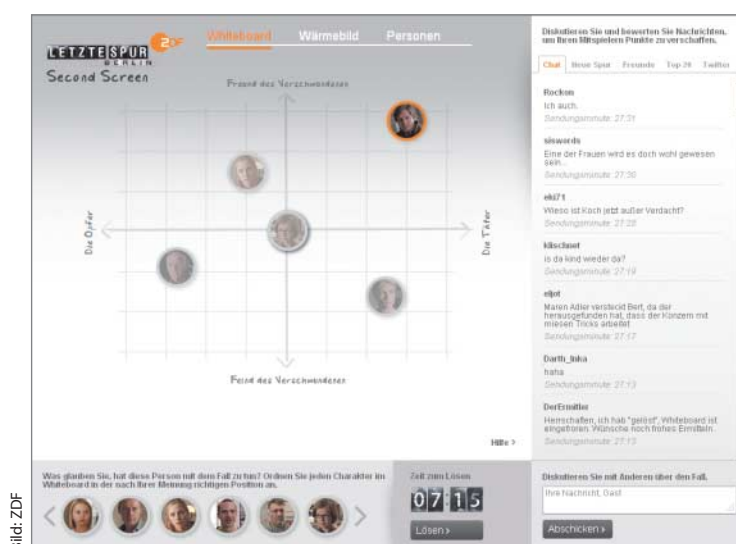 LETZTE SPUR
BERLIN
ZDF
Second Screen
Whiteboard Wärmebild Personen
Freund des Verschwundenen
Die Opfer
Die Täter
Feind des Verschwundenen
Hilfe >
Was glauben Sie, hat diese Person mit dem Fall zu tun? Ordnen Sie jeden Charakter im
Whiteboard in der nach Ihrer Meinung richtigen Position an.
Zeit zum Lösen
07:15
Lösen >
Diskutieren Sie und bewerten Sie Nachrichten,
um Ihren Mitspielern Punkte zu verschaffen.
Chat Neue Spur Freunde Top 20 Twitter
Rockon
Ich auch.
Sendungsminute: 27:31
siswords
Eine der Frauen wird es doch wohl gewesen
sein...
Sendungsminute: 27:30
eki71
Wieso ist Koch jetzt außer Verdacht?
Sendungsminute: 27:28
klischnet
is da kind wieder da?
Sendungsminute: 27:19
eljot
Maren Adler versteckt Bert, da der
herausgefunden hat, dass der Konzern mit
miesen Tricks arbeitet
Sendungsminute: 27:17
Darth_Inka
haha
Sendungsminute: 27:13
DerErmittler
Herrschaften, ich hab "gelöst", Whiteboard ist
eingefroren. Wünsche noch frohes Ermitteln.
Sendungsminute: 27:13
Diskutieren Sie mit Anderen über den Fall.
Ihre Nachricht, Gast
Abschicken >
Bild: ZDF